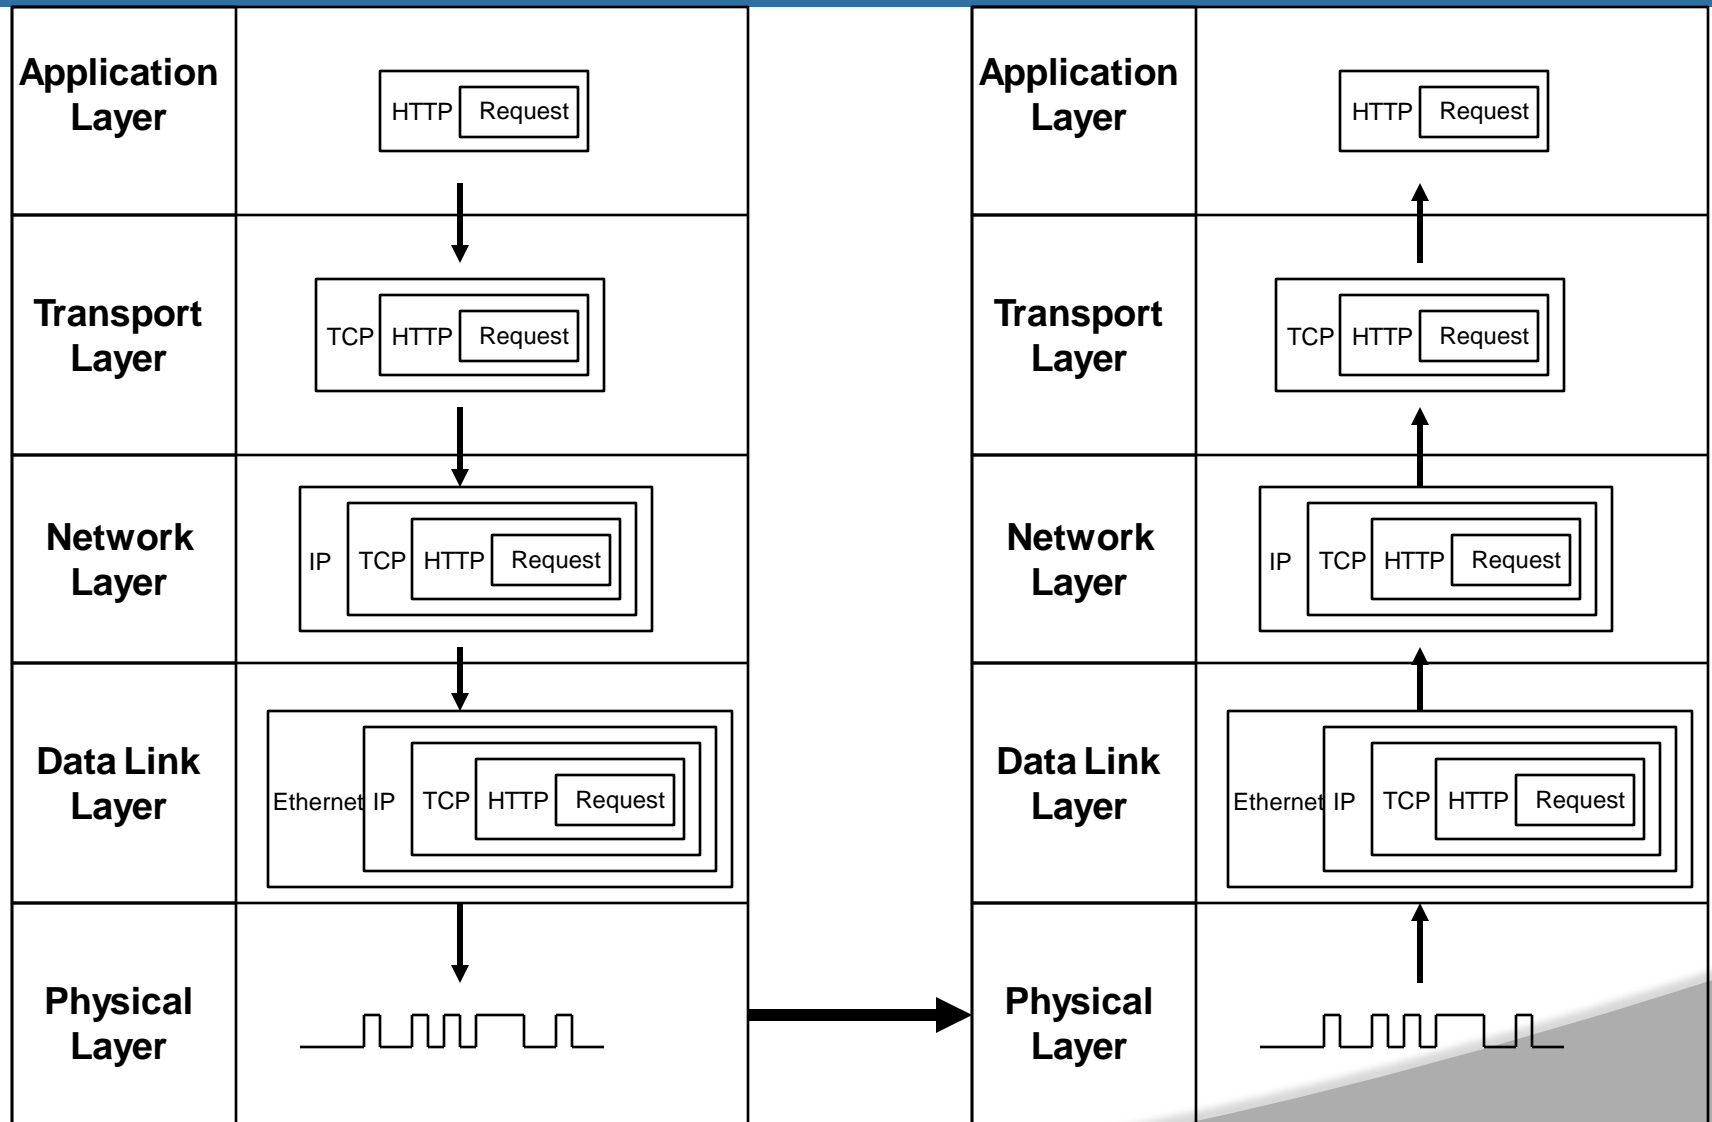 Application
Layer
HTTP Request
Transport
Layer
TCP HTTP Request
Network
Layer
IP TCP HTTP Request
Data Link
Layer
Ethernet IP TCP HTTP Request
Physical
Layer
Application
Layer
HTTP Request
Transport
Layer
TCP HTTP Request
Network
Layer
IP TCP HTTP Request
Data Link
Layer
Ethernet IP TCP HTTP Request
Physical
Layer